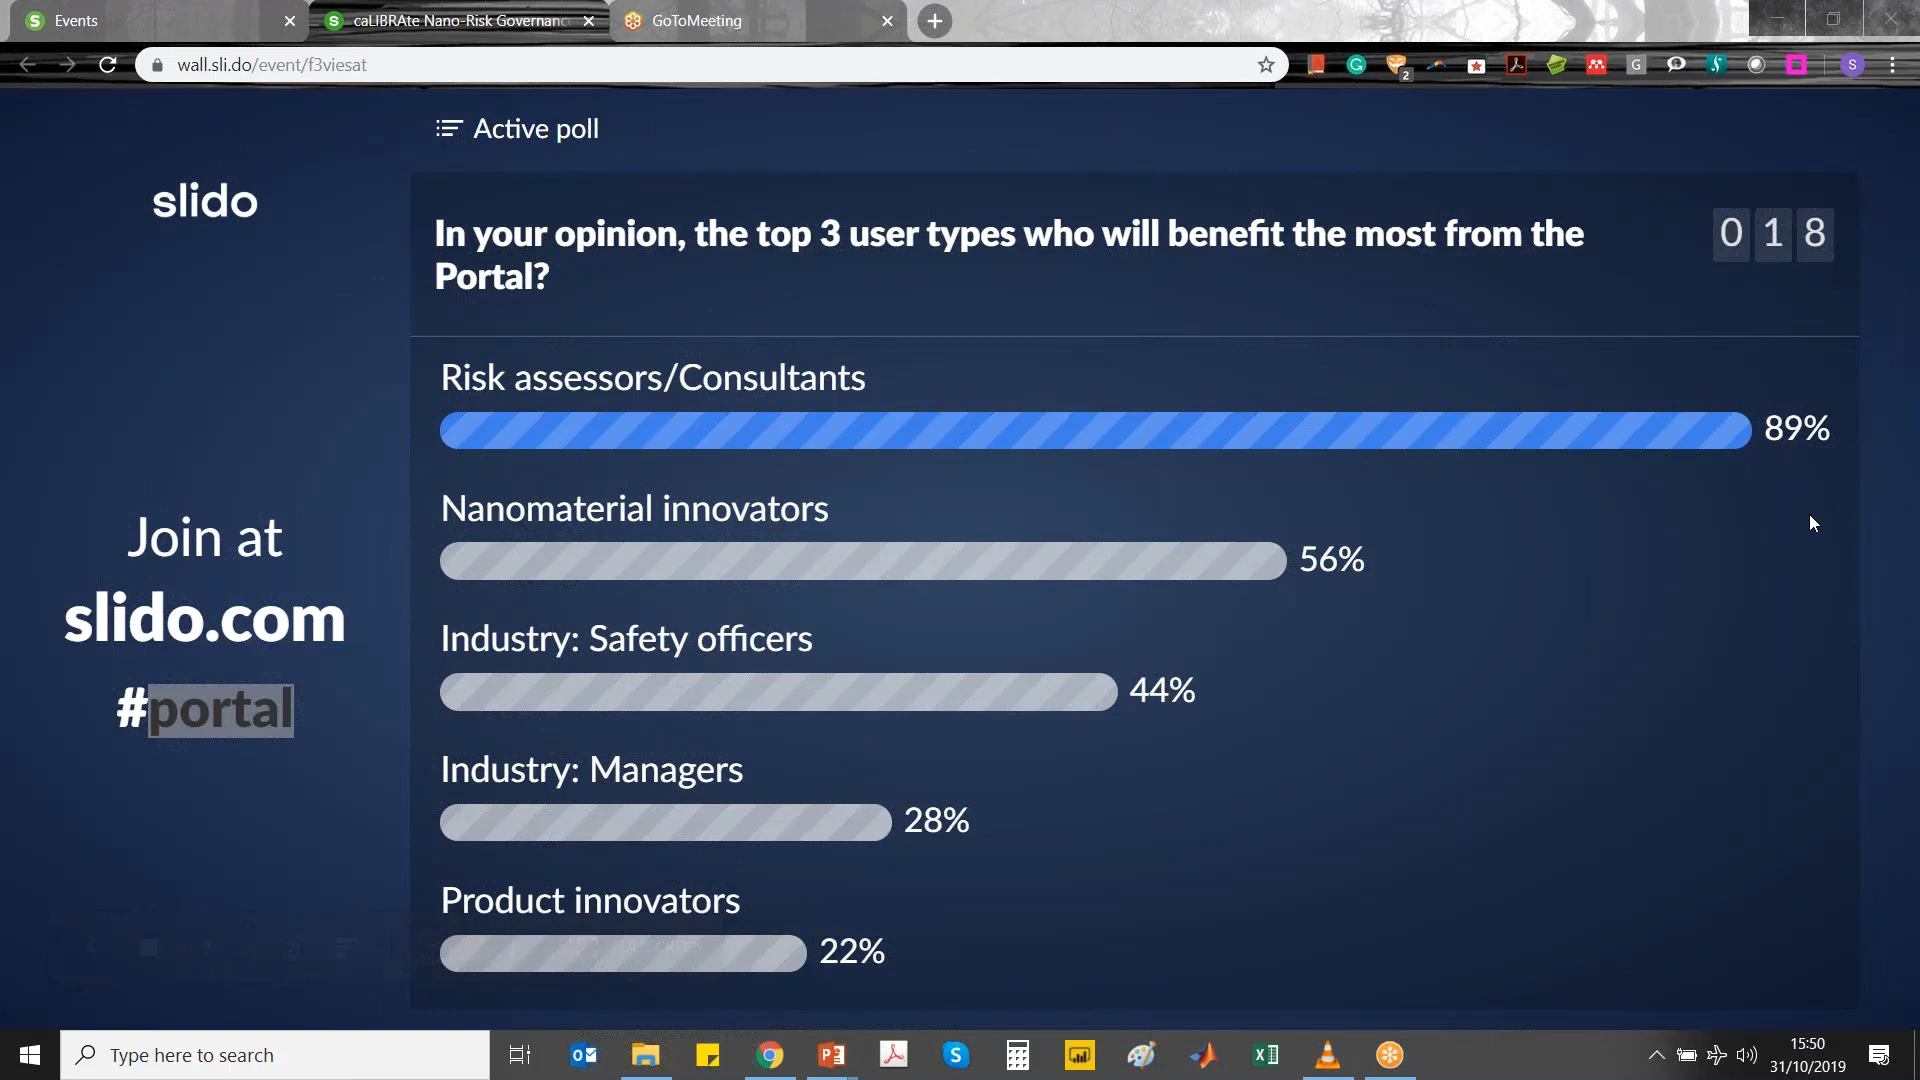 Events
caLIBRAte Nano-Risk Governanc
GoToMeeting
wall.sli.do/event/f3viesat
2
G
S
Active poll
slido
In your opinion, the top 3 user types who will benefit the most from the
Portal?
018
Risk assessors/Consultants
89%
Nanomaterial innovators
56%
Join at
slido.com
#portal
Industry: Safety officers
44%
Industry: Managers
28%
Product innovators
22%
Type here to search
15:50
31/10/2019